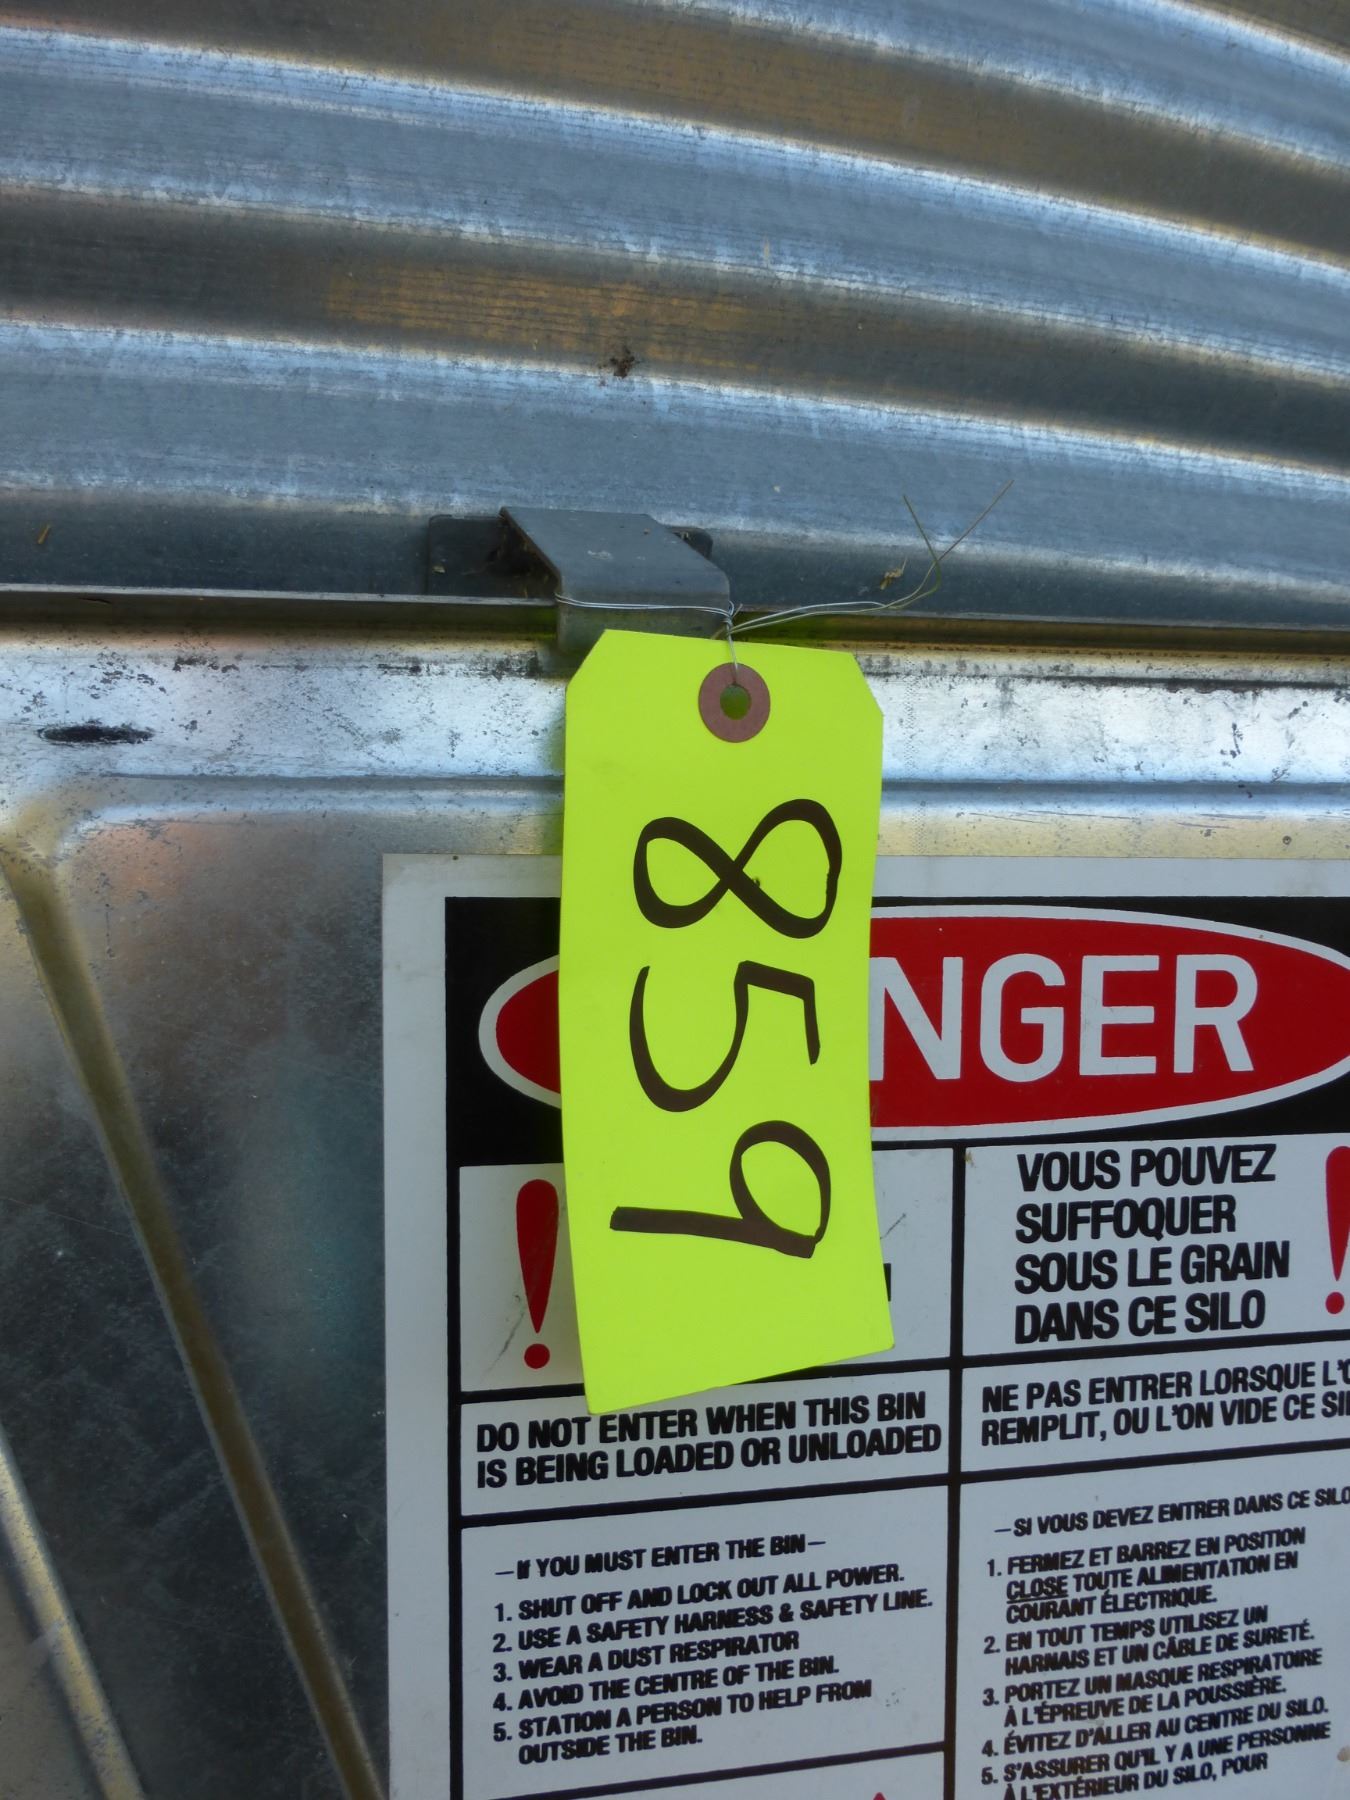 859
NGER
VOUS POUVEZ
SUFFOQUER
SOUS LE GRAIN
DANS CE SILO
DO NOT ENTER WHEN THIS BIN
IS BEING LOADED OR UNLOADED
NE PAS ENTRER LORSQUE
REMPLIT, OU L'ON VIDE CE
—IF YOU MUST ENTER THE BIN—
1. SHUT OFF AND LOCK OUT ALL POWER.
2. USE A SAFETY HARNESS & SAFETY LINE.
3. WEAR A DUST RESPIRATOR
4. AVOID THE CENTRE OF THE BIN.
5. STATION A PERSON TO HELP FROM
OUTSIDE THE BIN.
—SI VOUS DEVEZ ENTRER DANS CE SILO
1. FERMEZ ET BARREZ EN POSITION
CLOSE TOUTE ALIMENTATION EN
COURANT ÉLECTRIQUE.
2. EN TOUT TEMPS UTILISEZ UN
HARNAIS ET UN CÂBLE DE SURETÉ.
3. PORTEZ UN MASQUE RESPIRATOIRE
À L'ÉPREUVE DE LA POUSSIÈRE.
4. ÉVITEZ D'ALLER AU CENTRE DU SILO.
5. S'ASSURER QU'IL Y A UNE PERSONNE
À L'EXTÉRIEUR DU SILO, POUR